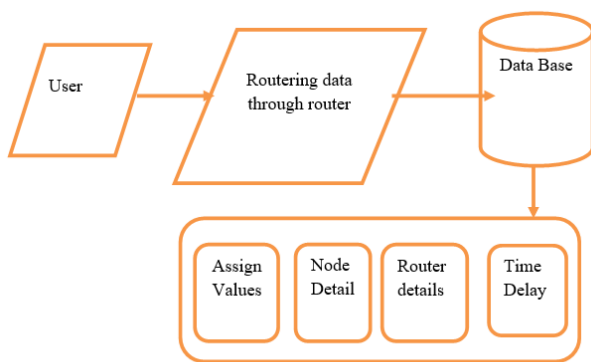 User
Routering data
through router
Data Base
Assign
Values
Node
Detail
Router
details
Time
Delay